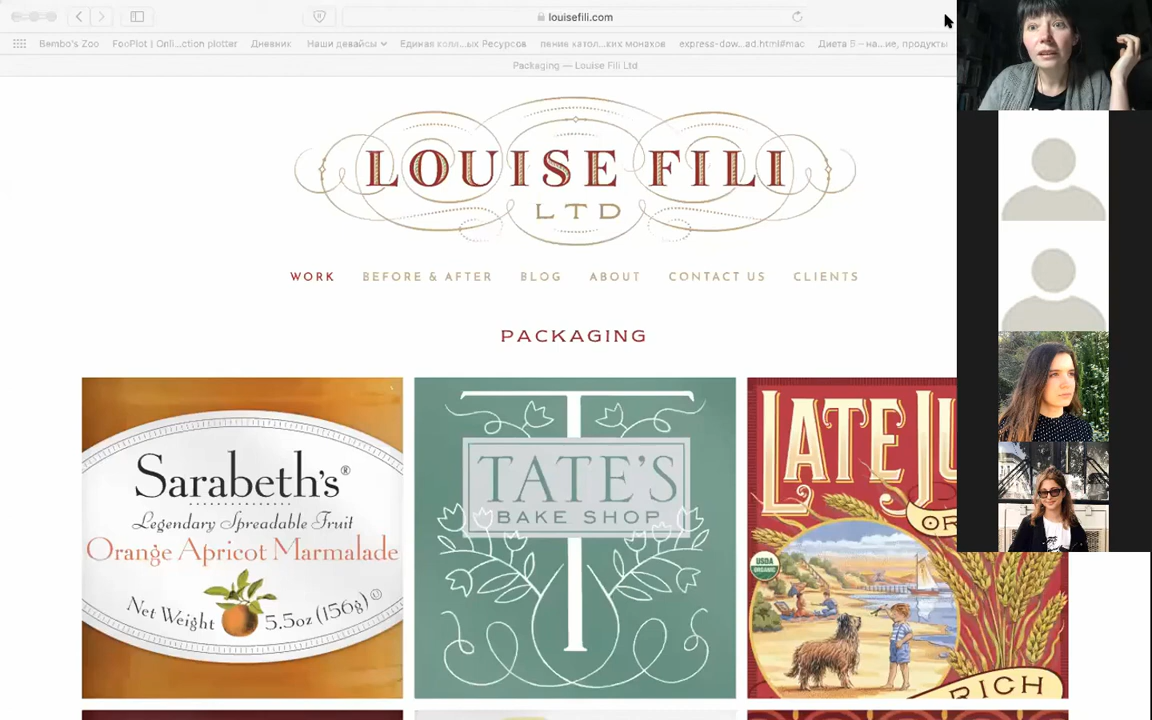 louisefili.com
Bembo's Zoo
FooPlot | Onli...ction plotter
Дневник
Наши девайсы
Единая колл...ых Ресурсов
пение катол...ких монахов
express-dow...ad.html#mac
Диета 5 – на...ие, продукты
Packaging — Louise Fili Ltd
LOUISE FILI
LTD
WORK
BEFORE & AFTER
BLOG
ABOUT
CONTACT US
CLIENTS
PACKAGING
Sarabeth's®
Legendary Spreadable Fruit
Orange Apricot Marmalade
Net Weight 5.5oz (156g)
T
TATE'S
BAKE SHOP
LATE JU
OR
USDA
ORGANIC
RICH